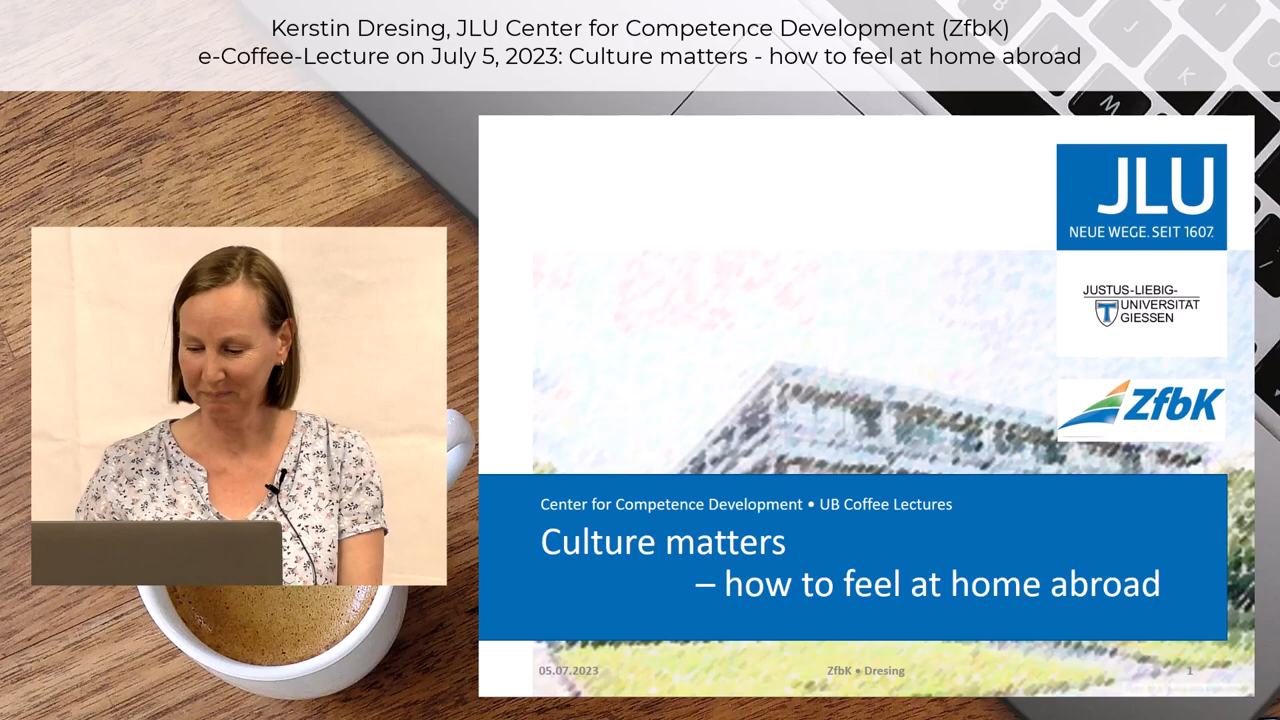 Kerstin Dresing, JLU Center for Competence Development (ZfbK)
e-Coffee-Lecture on July 5, 2023: Culture matters - how to feel at home abroad
JLU
NEUE WEGE. SEIT 1607.
JUSTUS-LIEBIG-
UNIVERSITÄT
GIESSEN
ZfbK
Center for Competence Development • UB Coffee Lectures
Culture matters
– how to feel at home abroad
05.07.2023 ZfbK • Dresing 1
B
J
I
K
M